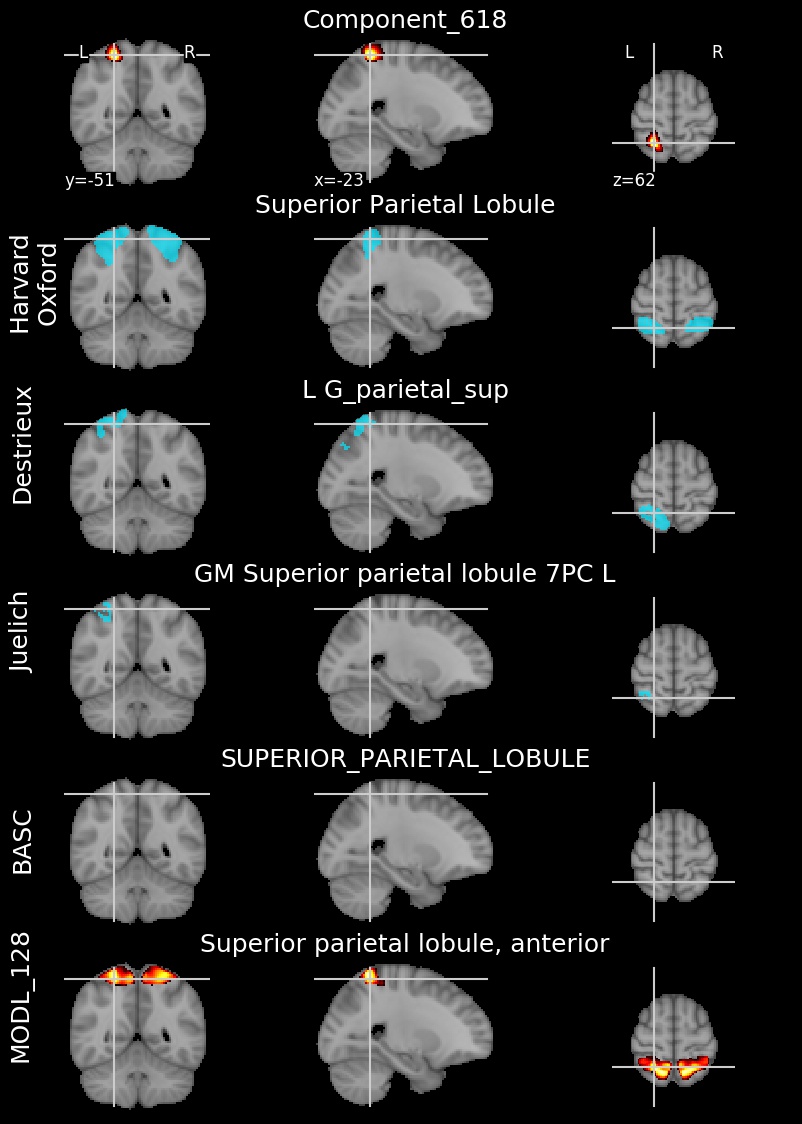 Component_618
L
R
L
R
y=-51
x=-23
z=62
Superior Parietal Lobule
Harvard
Oxford
L G_parietal_sup
Destrieux
GM Superior parietal lobule 7PC L
Juelich
SUPERIOR_PARIETAL_LOBULE
BASC
Superior parietal lobule, anterior
MODL_128